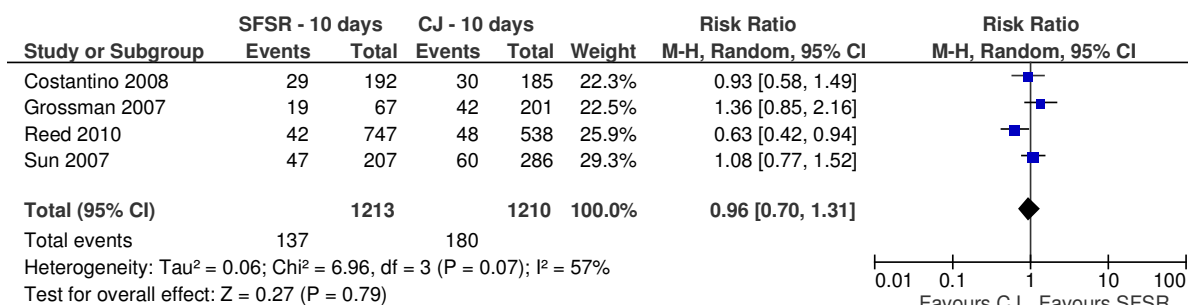 SFSR - 10 days CJ - 10 days Risk Ratio Risk Ratio
Study or Subgroup Events Total Events Total Weight M-H, Random, 95% CI M-H, Random, 95% CI
Costantino 2008 29 192 30 185 22.3% 0.93 [0.58, 1.49]
Grossman 2007 19 67 42 201 22.5% 1.36 [0.85, 2.16]
Reed 2010 42 747 48 538 25.9% 0.63 [0.42, 0.94]
Sun 2007 47 207 60 286 29.3% 1.08 [0.77, 1.52]
Total (95% CI) 1213 1210 100.0% 0.96 [0.70, 1.31]
Total events 137 180
Heterogeneity: Tau² = 0.06; Chi² = 6.96, df = 3 (P = 0.07); I² = 57%
Test for overall effect: Z = 0.27 (P = 0.79)
0.01 0.1 1 10 100
Favours CJ Favours SFSR